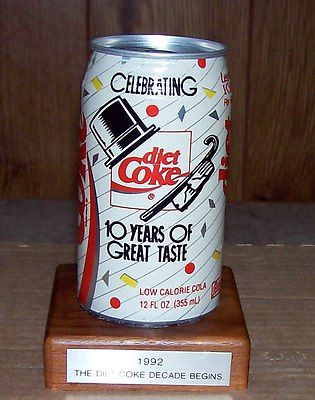 CELEBRATING
diet
Coke
®
10 YEARS OF
GREAT TASTE
LOW CALORIE COLA
12 FL OZ (355 mL)
1992
THE DIET COKE DECADE BEGINS